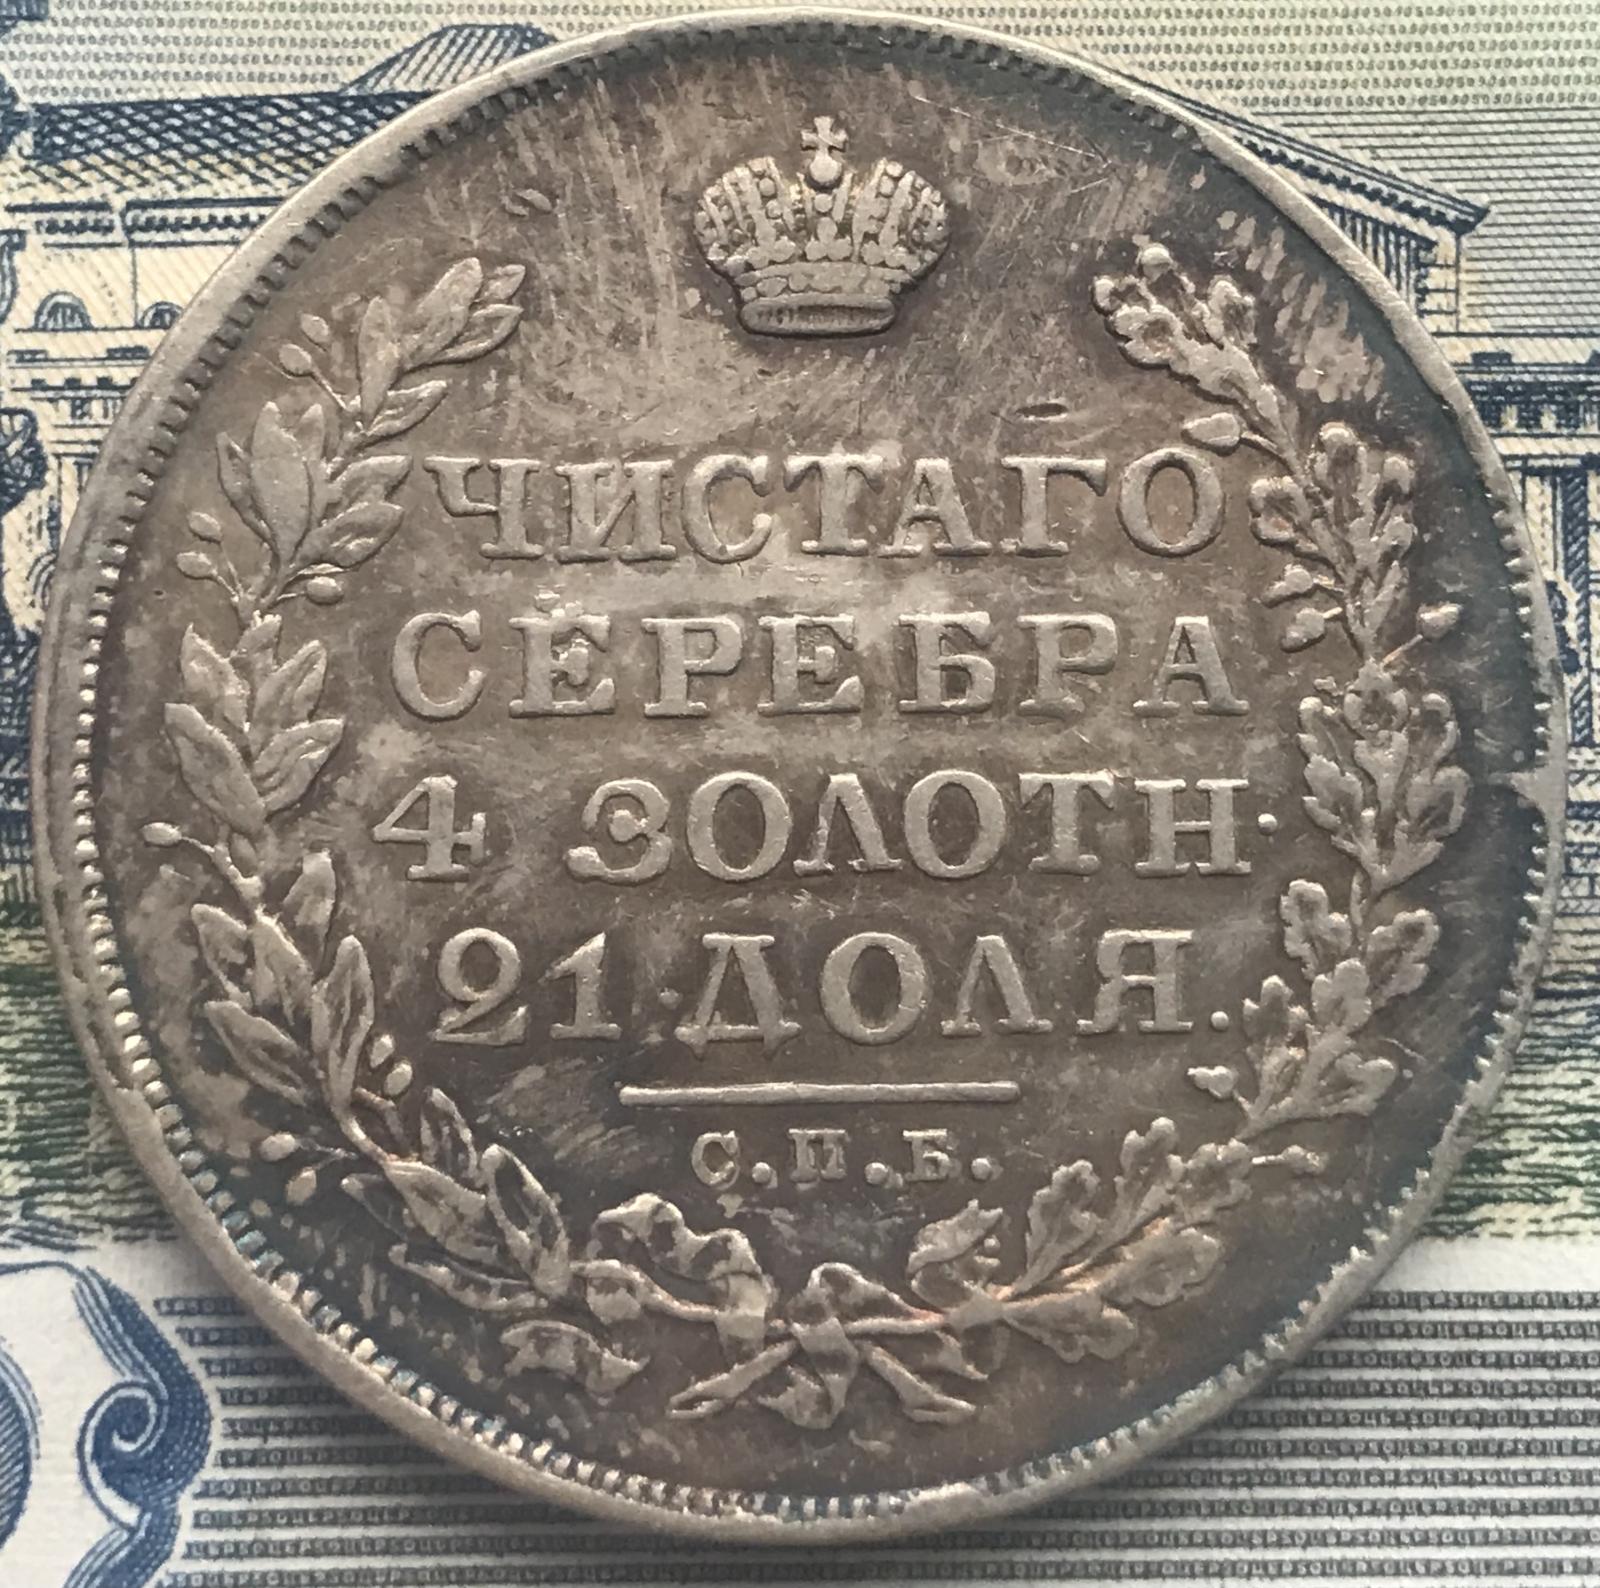 ЧИСТАГО
СЕРЕБРА
4 ЗОЛОТН.
21 ДОЛЯ.
С.П.Б.